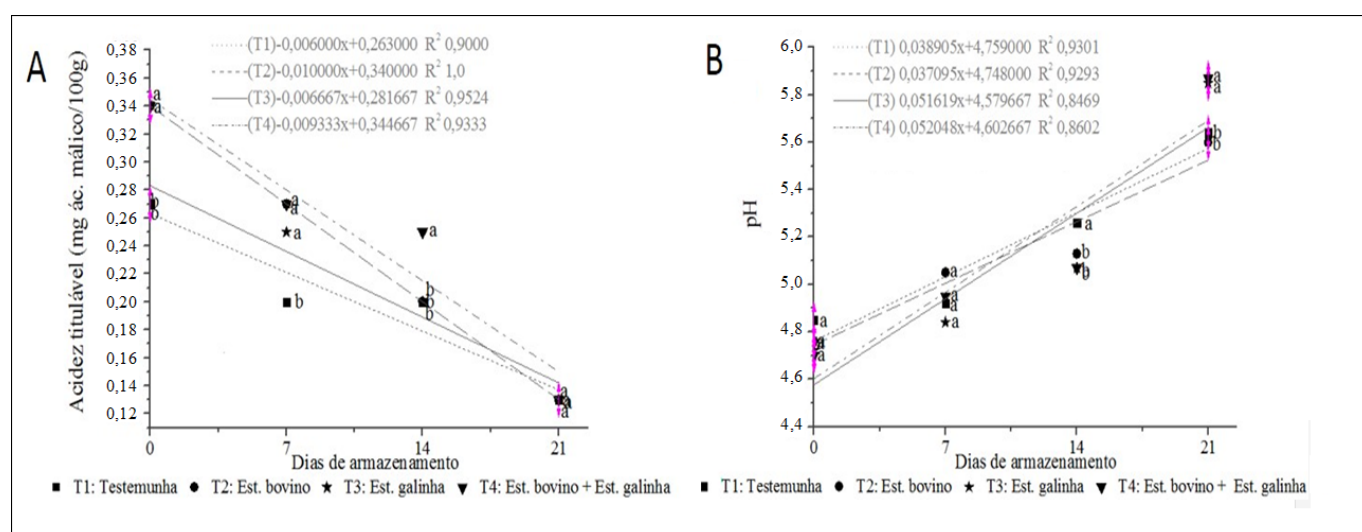 A
Acidez titulável (mg ác. málico/100g)
0,38
0,36
0,34
0,32
0,30
0,28
0,26
0,24
0,22
0,20
0,18
0,16
0,14
0,12
(T1)-0,006000x+0,263000 R² 0,9000
(T2)-0,010000x+0,340000 R² 1,0
(T3)-0,006667x+0,281667 R² 0,9524
(T4)-0,009333x+0,344667 R² 0,9333
a
a
b
b
a
a
a
b
a
b
b
b
a
a
a
0 7 14 21
Dias de armazenamento
T1: Testemunha T2: Est. bovino T3: Est. galinha T4: Est. bovino + Est. galinha
B
pH
6,0
5,8
5,6
5,4
5,2
5,0
4,8
4,6
4,4
(T1) 0,038905x+4,759000 R² 0,9301
(T2) 0,037095x+4,748000 R² 0,9293
(T3) 0,051619x+4,579667 R² 0,8469
(T4) 0,052048x+4,602667 R² 0,8602
a
a
a
a
a
a
a
a
b
b
b
a
a
b
b
0 7 14 21
Dias de armazenamento
T1: Testemunha T2: Est. bovino T3: Est. galinha T4: Est. bovino + Est. galinha